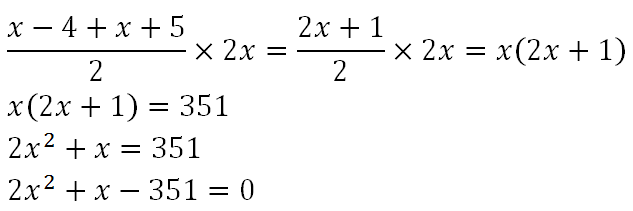 (x − 4 + x + 5)/2 × 2x = (2x + 1)/2 × 2x = x(2x + 1)
x(2x + 1) = 351
2x² + x = 351
2x² + x − 351 = 0